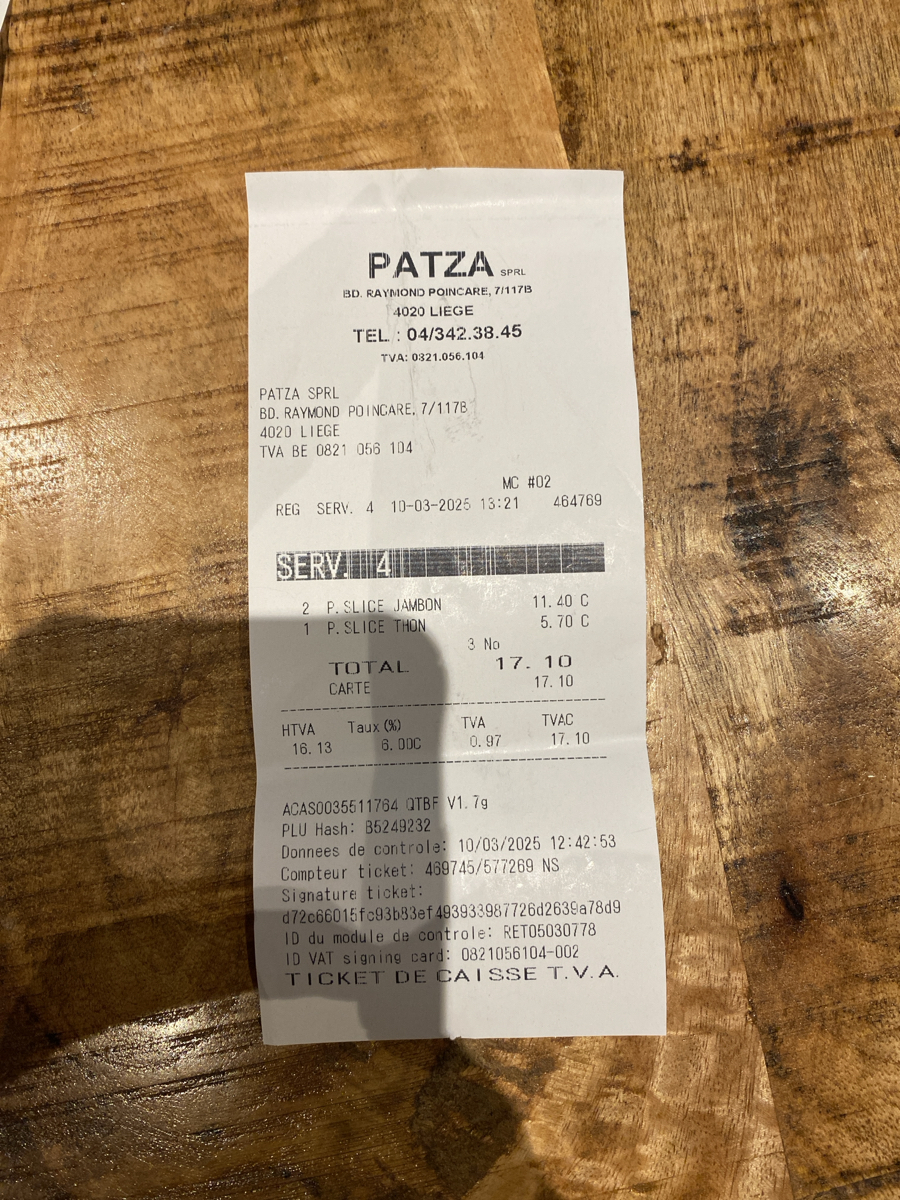 PATZA SPRL
BD. RAYMOND POINCARE, 7/117B
4020 LIEGE
TEL. : 04/342.38.45
TVA: 0821.056.104
PATZA SPRL
BD. RAYMOND POINCARE, 7/117B
4020 LIEGE
TVA BE 0821 056 104
MC #02
REG SERV. 4 10-03-2025 13:21 464769
SERV. 4
2 P.SLICE JAMBON 11.40 C
1 P.SLICE THON 5.70 C
3 No
TOTAL 17.10
CARTE 17.10
HTVA Taux(%) TVA TVAC
16.13 6.00C 0.97 17.10
ACAS0035511764 QTBF V1.7g
PLU Hash: B5249232
Donnees de controle: 10/03/2025 12:42:53
Compteur ticket: 469745/577269 NS
Signature ticket:
d72c66015fc93b83ef493933987726d2639a78d9
ID du module de controle: RET05030778
ID VAT signing card: 0821056104-002
TICKET DE CAISSE T.V.A.